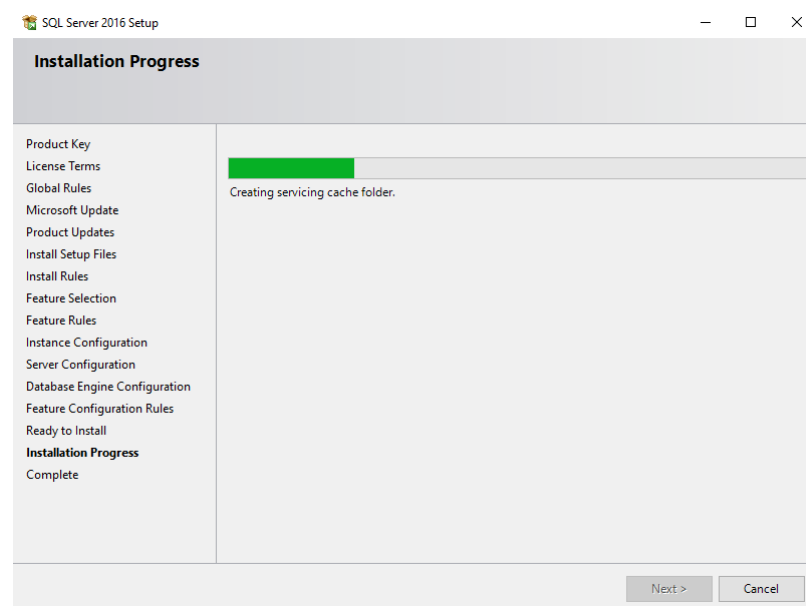 SQL Server 2016 Setup
Installation Progress
Product Key
License Terms
Global Rules
Microsoft Update
Product Updates
Install Setup Files
Install Rules
Feature Selection
Feature Rules
Instance Configuration
Server Configuration
Database Engine Configuration
Feature Configuration Rules
Ready to Install
Installation Progress
Complete
Creating servicing cache folder.
Next >
Cancel